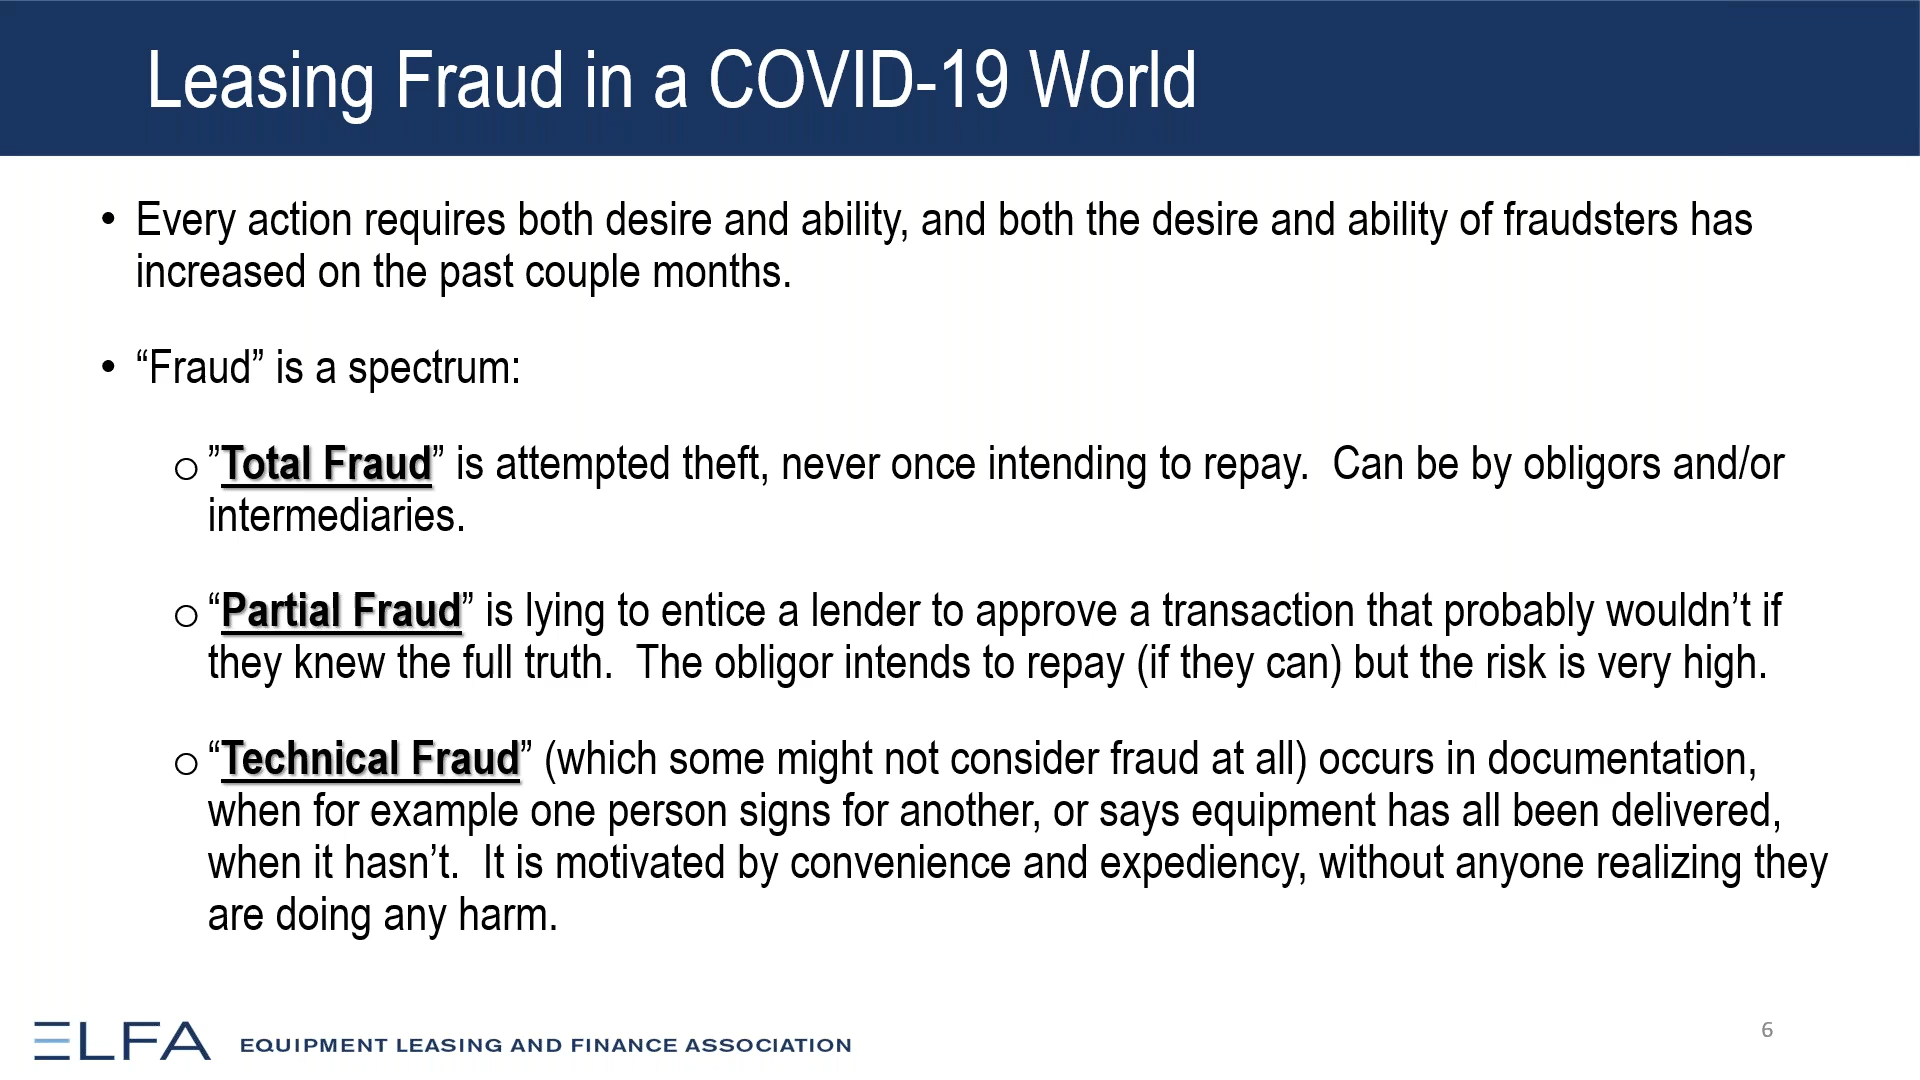 Leasing Fraud in a COVID-19 World
• Every action requires both desire and ability, and both the desire and ability of fraudsters has
increased on the past couple months.
• “Fraud” is a spectrum:
o ”Total Fraud” is attempted theft, never once intending to repay.  Can be by obligors and/or
intermediaries.
o “Partial Fraud” is lying to entice a lender to approve a transaction that probably wouldn’t if
they knew the full truth.  The obligor intends to repay (if they can) but the risk is very high.
o “Technical Fraud” (which some might not consider fraud at all) occurs in documentation,
when for example one person signs for another, or says equipment has all been delivered,
when it hasn’t.  It is motivated by convenience and expediency, without anyone realizing they
are doing any harm.
ELFA EQUIPMENT LEASING AND FINANCE ASSOCIATION
6